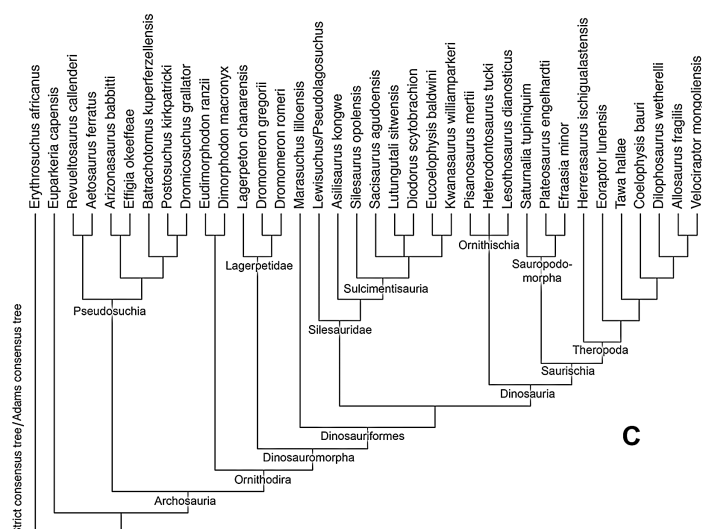 Erythrosuchus africanus
Euparkeria capensis
Revueltosaurus callenderi
Aetosaurus ferratus
Arizonasaurus babbitti
Effigia okeeffeae
Batrachotomus kuperferzellensis
Postosuchus kirkpatricki
Dromicosuchus grallator
Eudimorphodon ranzii
Dimorphodon macronyx
Lagerpeton chanarensis
Dromomeron gregorii
Dromomeron romeri
Marasuchus lilloensis
Lewisuchus/Pseudolagosuchus
Asilisaurus kongwe
Silesaurus opolensis
Sacisaurus agudoensis
Lutungutali sitwensis
Diodorus scytobrachion
Eucoelophysis baldwini
Kwanasaurus williamparkeri
Pisanosaurus mertii
Heterodontosaurus tucki
Lesothosaurus dianosticus
Saturnalia tupiniquim
Plateosaurus engelhardti
Efraasia minor
Herrerasaurus ischigualastensis
Eoraptor lunensis
Tawa hallae
Coelophysis bauri
Dilophosaurus wetherelli
Allosaurus fragilis
Velociraptor mongoliensis
Ornithischia
Lagerpetidae
Sauropodo-
morpha
Sulcimentisauria
Pseudosuchia
Silesauridae
Theropoda
Saurischia
Dinosauria
Dinosauriformes
C
Dinosauromorpha
Ornithodira
Archosauria
Strict consensus tree/Adams consensus tree